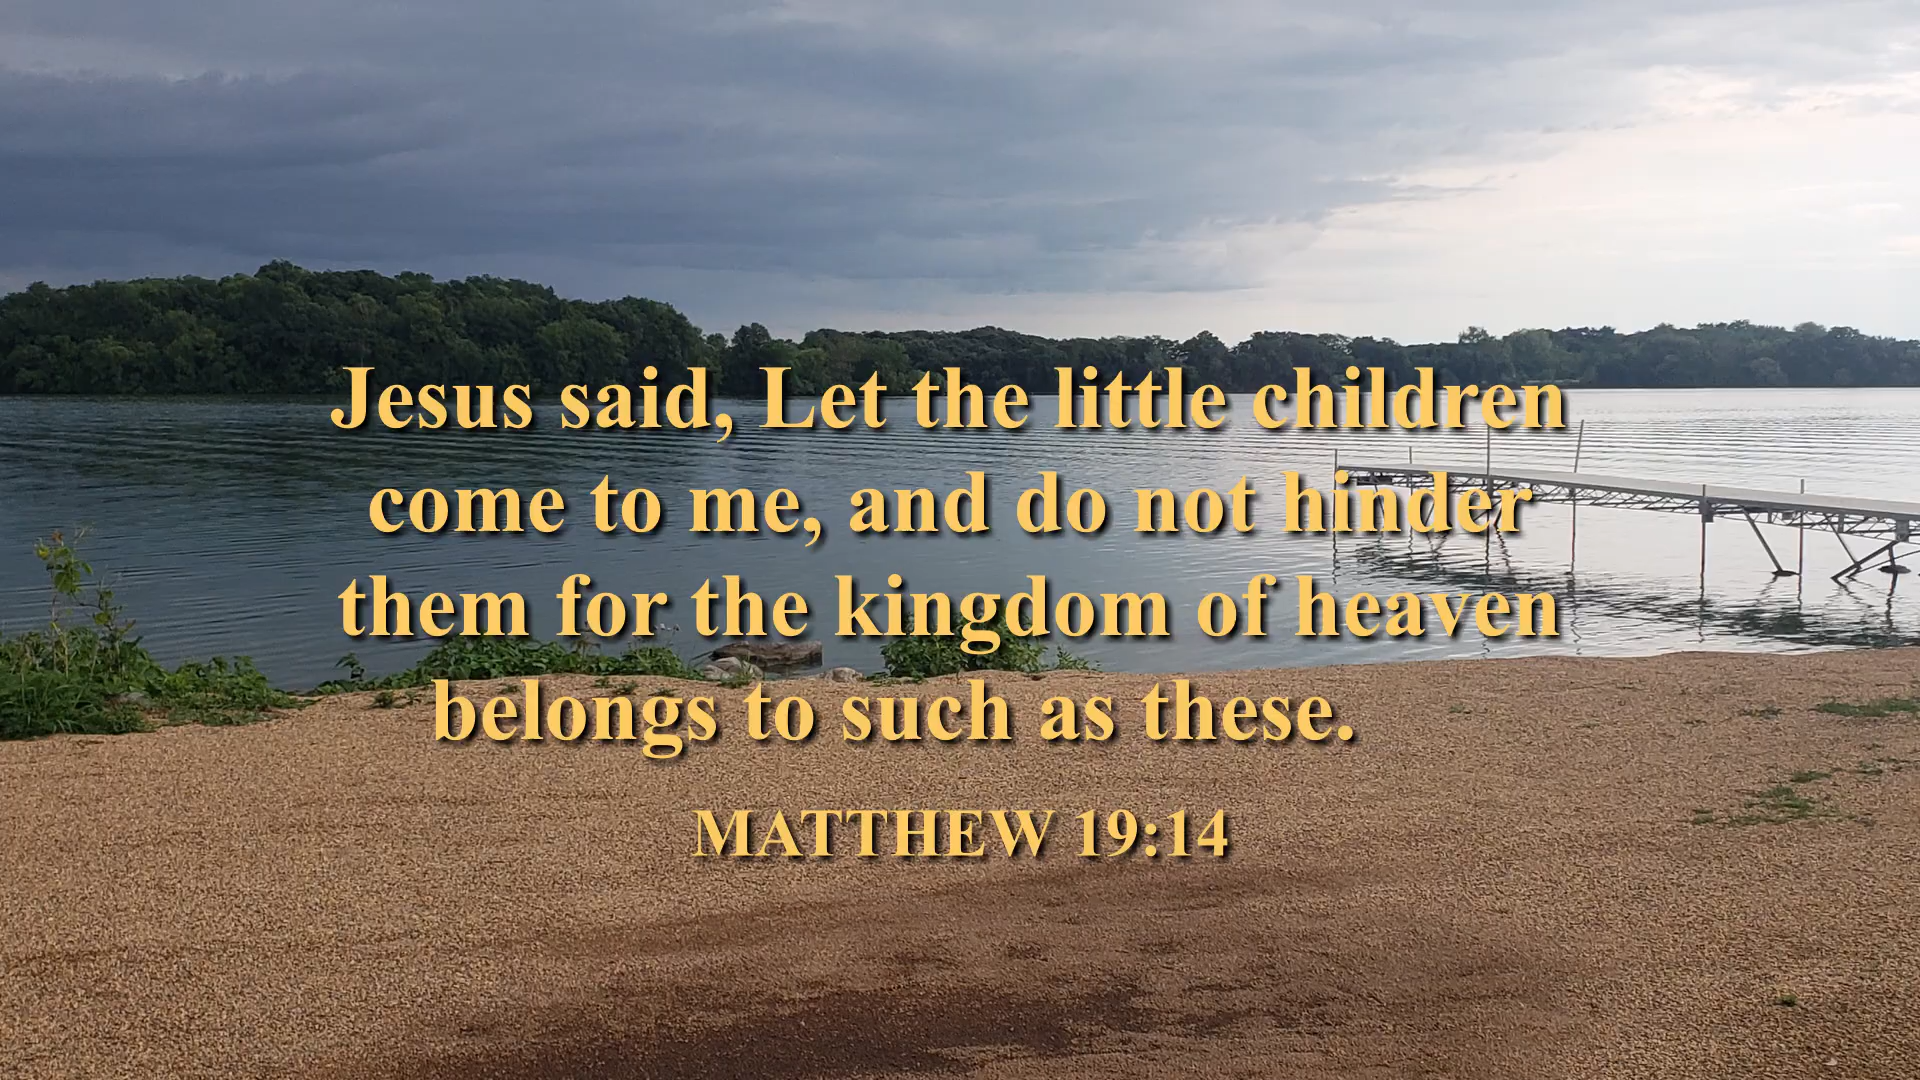 Jesus said, Let the little children
come to me, and do not hinder
them for the kingdom of heaven
belongs to such as these.
MATTHEW 19:14